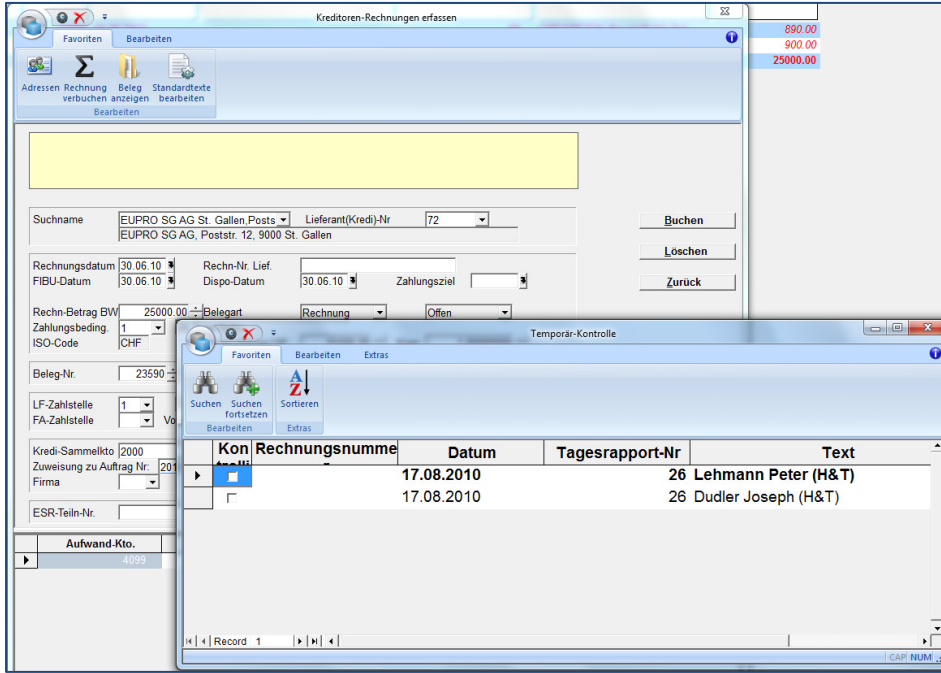 Kreditoren-Rechnungen erfassen
Favoriten Bearbeiten
Adressen Rechnung verbuchen Beleg anzeigen Standardtexte bearbeiten
Bearbeiten
890.00
900.00
25000.00
Suchname EUPRO SG AG St. Gallen,Posts Lieferant(Kredi)-Nr 72
EUPRO SG AG, Poststr. 12, 9000 St. Gallen
Buchen
Löschen
Zurück
Rechnungsdatum 30.06.10 Rechn-Nr. Lief.
FIBU-Datum 30.06.10 Dispo-Datum 30.06.10 Zahlungsziel
Rechn-Betrag BW 25000.00 Belegart Rechnung Offen
Zahlungsbeding. 1
ISO-Code CHF
Beleg-Nr. 23590
LF-Zahlstelle 1
FA-Zahlstelle Vo
Kredi-Sammelkto 2000
Zuweisung zu Auftrag Nr: 201
Firma
ESR-Teiln-Nr.
Aufwand-Kto.
4099
Temporär-Kontrolle
Favoriten Bearbeiten Extras
Suchen Suchen fortsetzen Sortieren
Bearbeiten Extras
Kon Rechnungsnumme Datum Tagesrapport-Nr Text
17.08.2010 26 Lehmann Peter (H&T)
17.08.2010 26 Dudler Joseph (H&T)
Record 1
CAP NUM